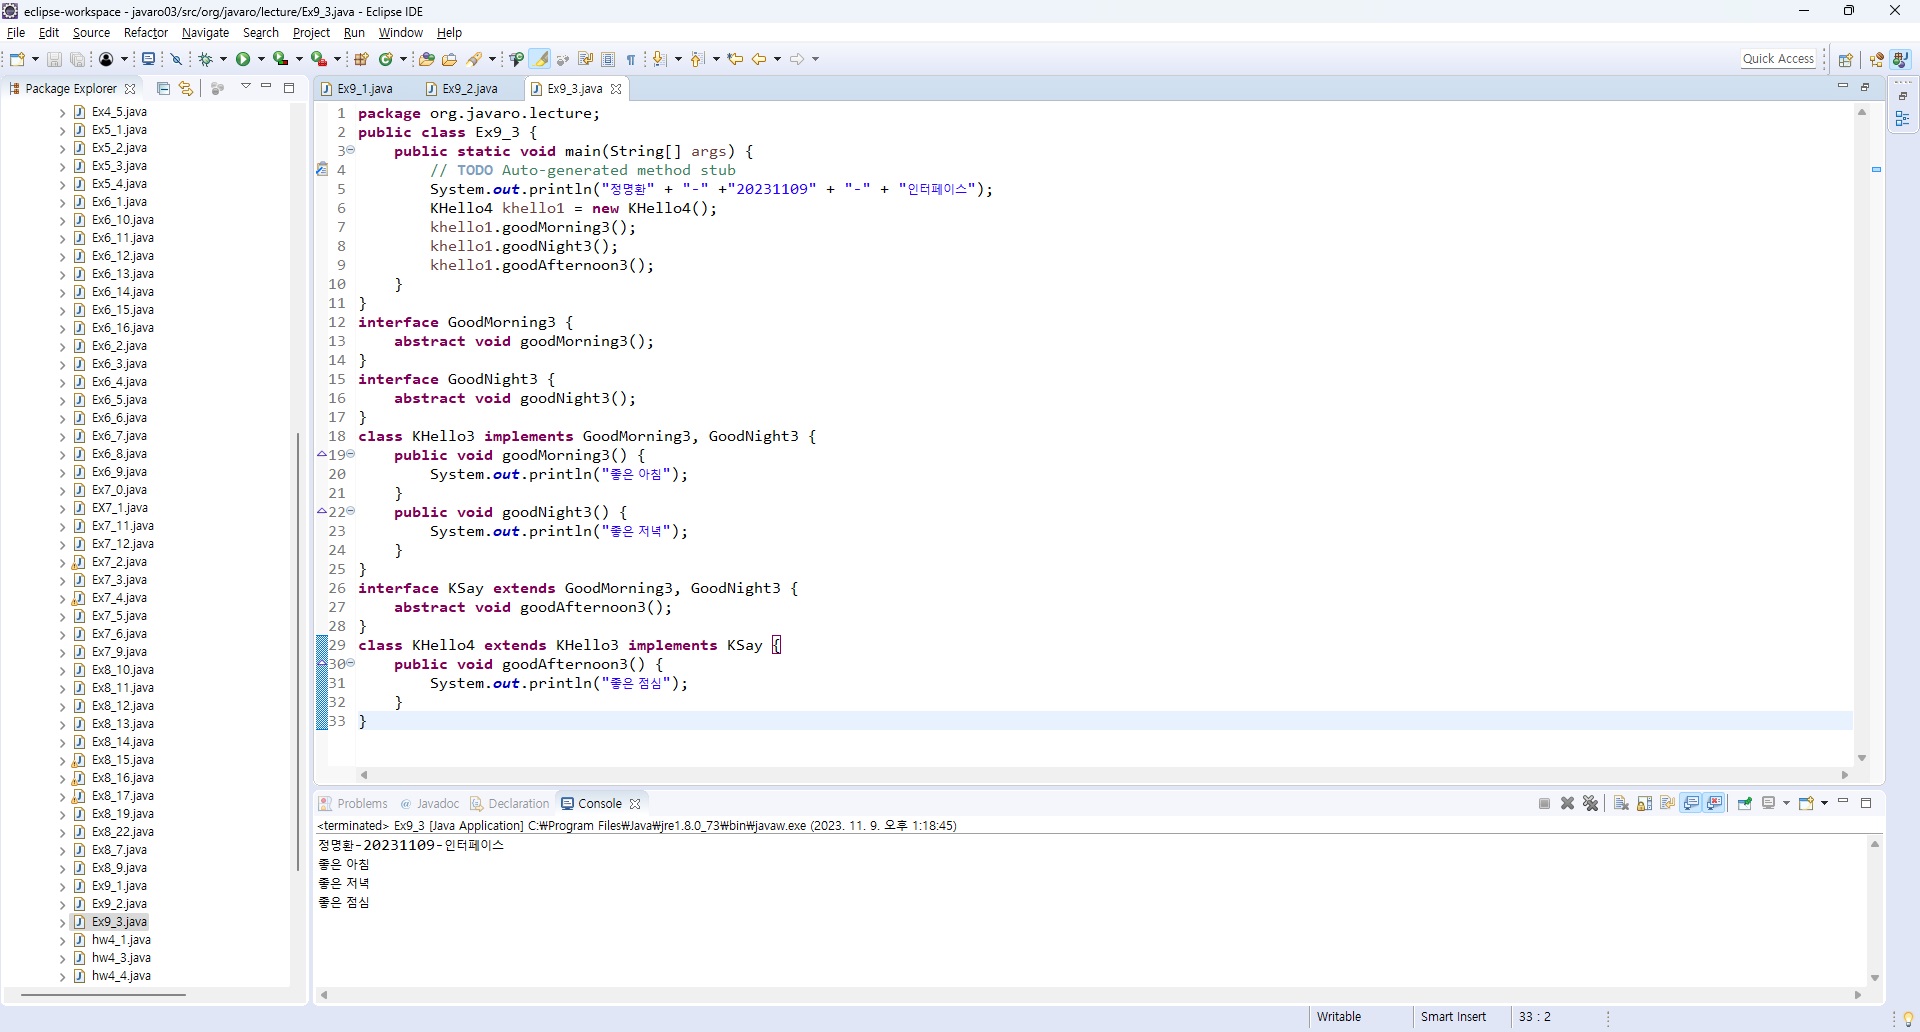 eclipse-workspace - javaro03/src/org/javaro/lecture/Ex9_3.java - Eclipse IDE
File Edit Source Refactor Navigate Search Project Run Window Help
Quick Access
Package Explorer
Ex4_5.java
Ex5_1.java
Ex5_2.java
Ex5_3.java
Ex5_4.java
Ex6_1.java
Ex6_10.java
Ex6_11.java
Ex6_12.java
Ex6_13.java
Ex6_14.java
Ex6_15.java
Ex6_16.java
Ex6_2.java
Ex6_3.java
Ex6_4.java
Ex6_5.java
Ex6_6.java
Ex6_7.java
Ex6_8.java
Ex6_9.java
Ex7_0.java
EX7_1.java
Ex7_11.java
Ex7_12.java
Ex7_2.java
Ex7_3.java
Ex7_4.java
Ex7_5.java
Ex7_6.java
Ex7_9.java
Ex8_10.java
Ex8_11.java
Ex8_12.java
Ex8_13.java
Ex8_14.java
Ex8_15.java
Ex8_16.java
Ex8_17.java
Ex8_19.java
Ex8_22.java
Ex8_7.java
Ex8_9.java
Ex9_1.java
Ex9_2.java
Ex9_3.java
hw4_1.java
hw4_3.java
hw4_4.java
Ex9_1.java Ex9_2.java Ex9_3.java
1 package org.javaro.lecture;
2 public class Ex9_3 {
3 public static void main(String[] args) {
4 // TODO Auto-generated method stub
5 System.out.println("정명환" + "-" +"20231109" + "-" + "인터페이스");
6 KHello4 khello1 = new KHello4();
7 khello1.goodMorning3();
8 khello1.goodNight3();
9 khello1.goodAfternoon3();
10 }
11 }
12 interface GoodMorning3 {
13 abstract void goodMorning3();
14 }
15 interface GoodNight3 {
16 abstract void goodNight3();
17 }
18 class KHello3 implements GoodMorning3, GoodNight3 {
19 public void goodMorning3() {
20 System.out.println("좋은 아침");
21 }
22 public void goodNight3() {
23 System.out.println("좋은 저녁");
24 }
25 }
26 interface KSay extends GoodMorning3, GoodNight3 {
27 abstract void goodAfternoon3();
28 }
29 class KHello4 extends KHello3 implements KSay {
30 public void goodAfternoon3() {
31 System.out.println("좋은 점심");
32 }
33 }
Problems @ Javadoc Declaration Console
<terminated> Ex9_3 [Java Application] C:₩Program Files₩Java₩jre1.8.0_73₩bin₩javaw.exe (2023. 11. 9. 오후 1:18:45)
정명환-20231109-인터페이스
좋은 아침
좋은 저녁
좋은 점심
Writable Smart Insert 33 : 2